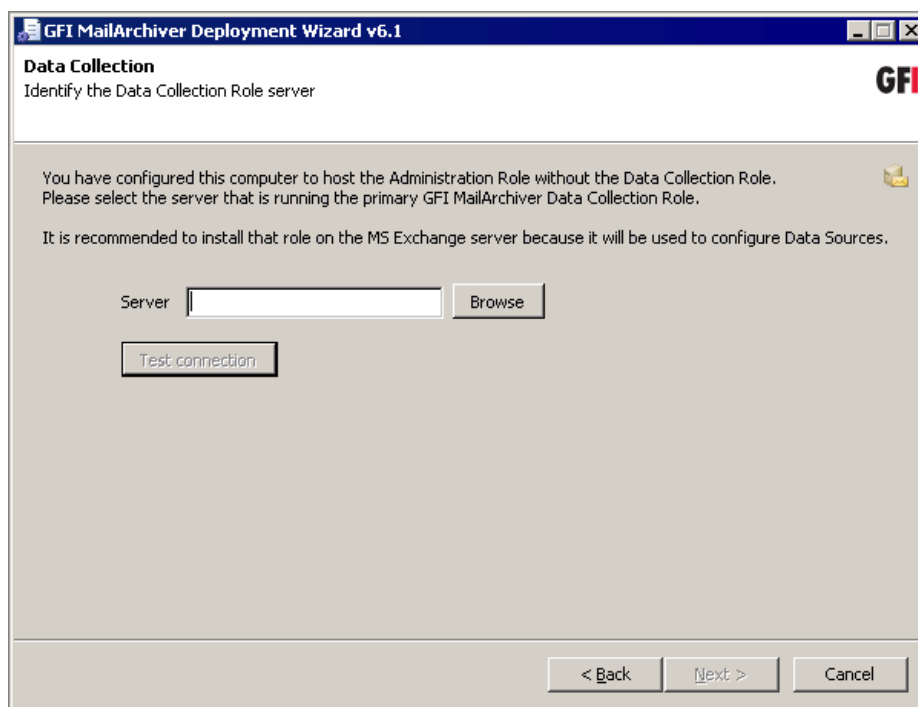 GFI MailArchiver Deployment Wizard v6.1
Data Collection
Identify the Data Collection Role server
GFI
You have configured this computer to host the Administration Role without the Data Collection Role.
Please select the server that is running the primary GFI MailArchiver Data Collection Role.
It is recommended to install that role on the MS Exchange server because it will be used to configure Data Sources.
Server
Browse
Test connection
< Back
Next >
Cancel